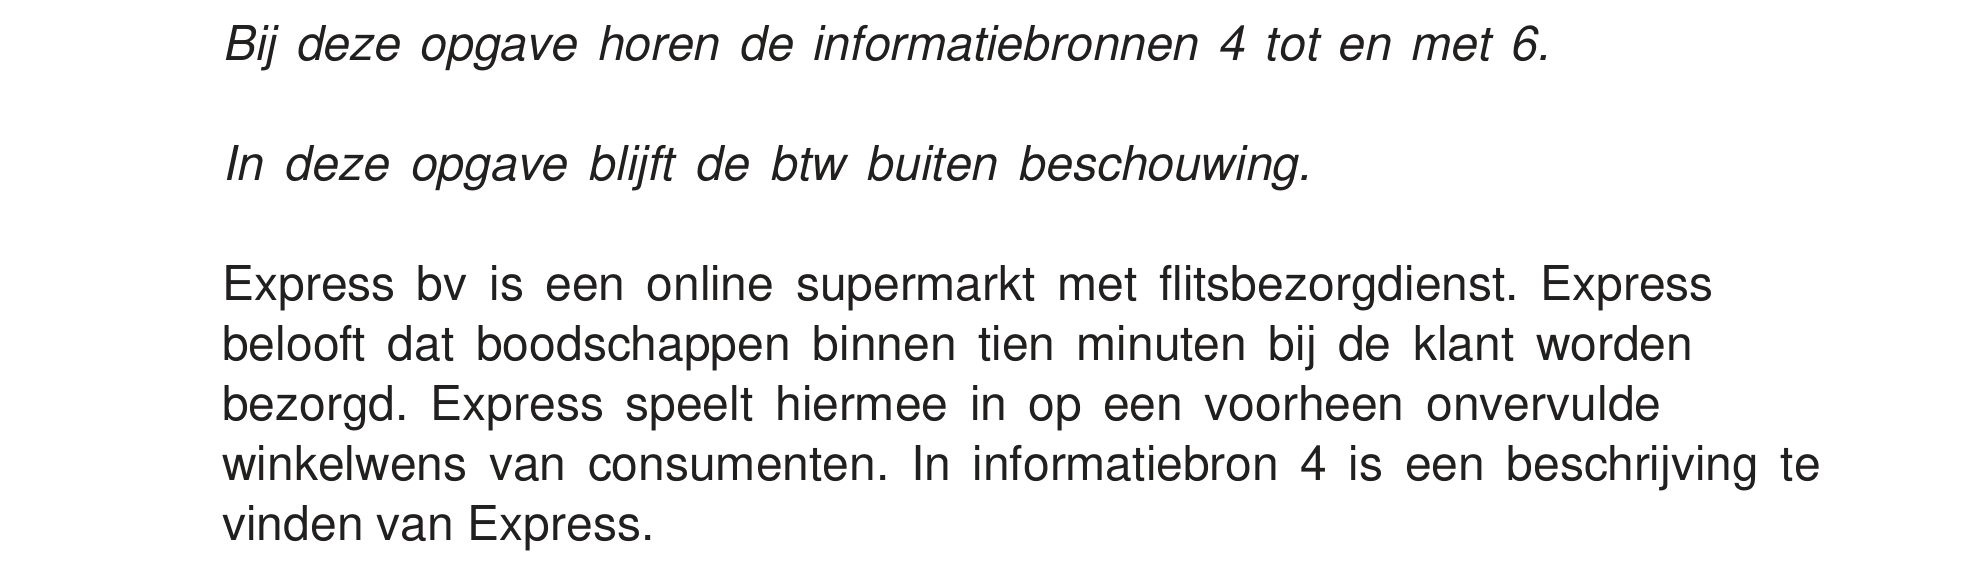 Bij deze opgave horen de informatiebronnen 4 tot en met 6.
In deze opgave blijft de btw buiten beschouwing.
Express bv is een online supermarkt met flitsbezorgdienst. Express
belooft dat boodschappen binnen tien minuten bij de klant worden
bezorgd. Express speelt hiermee in op een voorheen onvervulde
winkelwens van consumenten. In informatiebron 4 is een beschrijving te
vinden van Express.